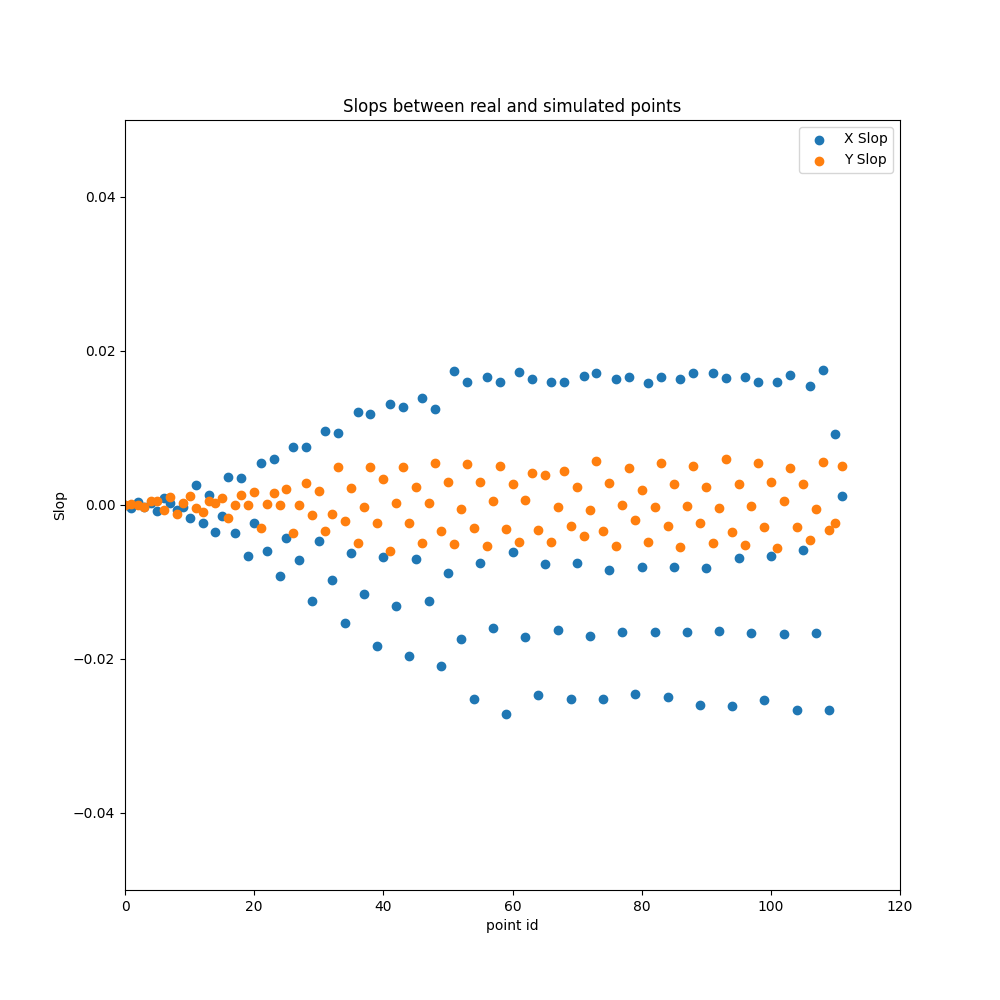 Slops between real and simulated points
X Slop
Y Slop
0.04
0.02
0.00
−0.02
−0.04
Slop
0 20 40 60 80 100 120
point id